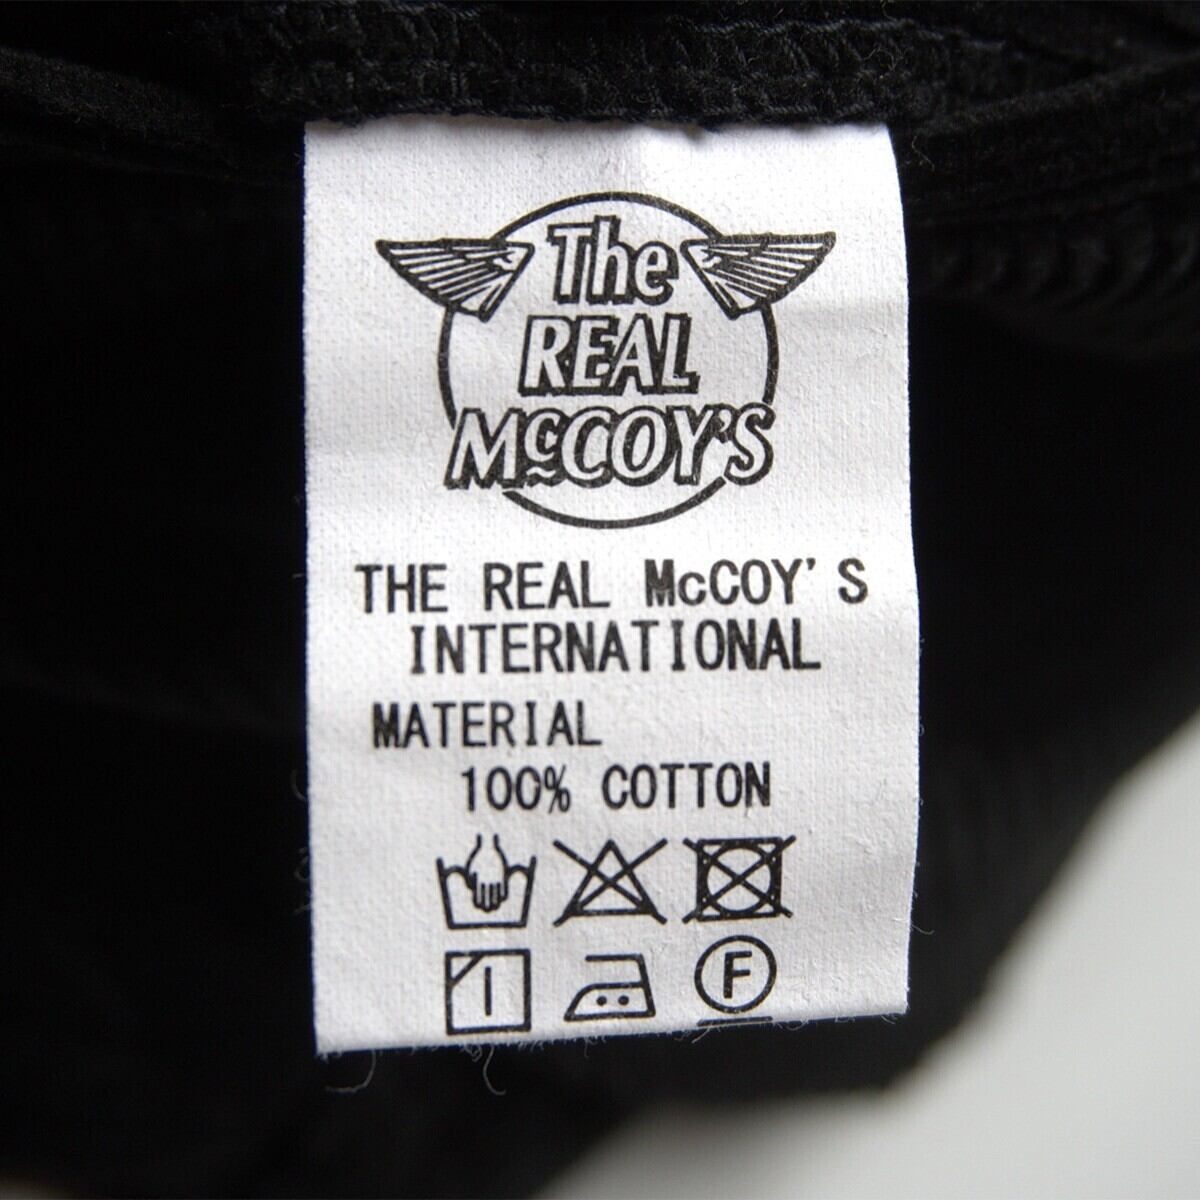 The
REAL
McCOY'S
THE REAL McCOY'S
INTERNATIONAL
MATERIAL
100% COTTON
F